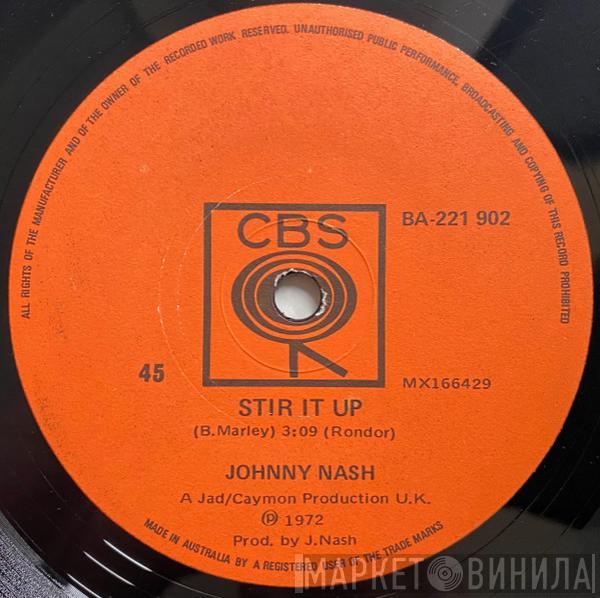 ALL RIGHTS OF THE MANUFACTURER AND OF THE OWNER OF THE RECORDED WORK RESERVED. UNAUTHORISED PUBLIC PERFORMANCE, BROADCASTING AND COPYING OF THIS RECORD PROHIBITED
CBS
BA-221 902
45
MX166429
STIR IT UP
(B. Marley) 3:09 (Rondor)
JOHNNY NASH
A Jad/Caymon Production U.K.
℗ 1972
Prod. by J. Nash
MADE IN AUSTRALIA BY A REGISTERED USER OF THE TRADE MARKS
МАРКЕТ ВИНИЛА